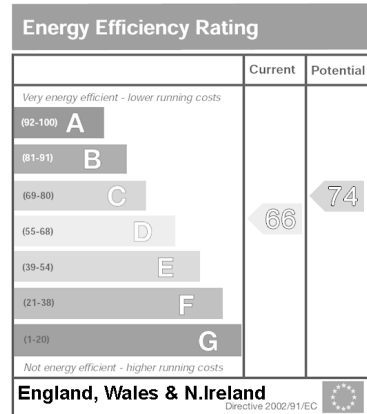 Energy Efficiency Rating
Current Potential
Very energy efficient - lower running costs
(92-100) A
(81-91) B
(69-80) C
74
(55-68) D
66
(39-54) E
(21-38) F
(1-20) G
Not energy efficient - higher running costs
England, Wales & N.Ireland
Directive 2002/91/EC